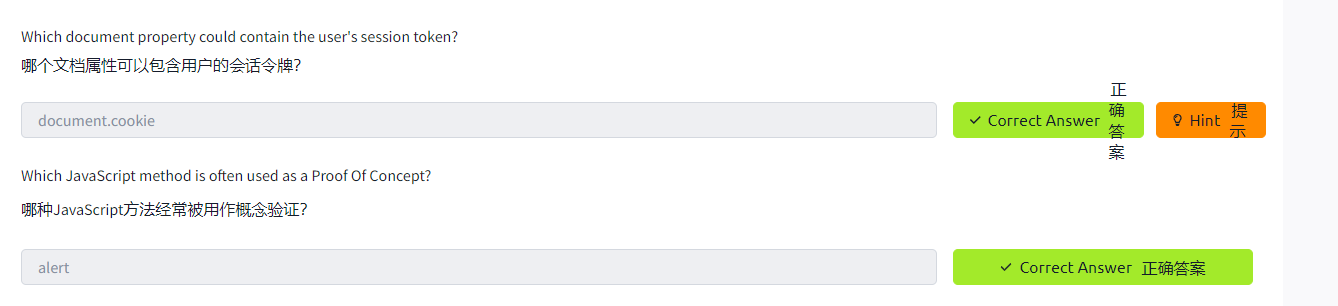 Which document property could contain the user's session token?
哪个文档属性可以包含用户的会话令牌?
document.cookie
Correct Answer 正确答案
Hint 提示
Which JavaScript method is often used as a Proof Of Concept?
哪种JavaScript方法经常被用作概念验证?
alert
Correct Answer 正确答案